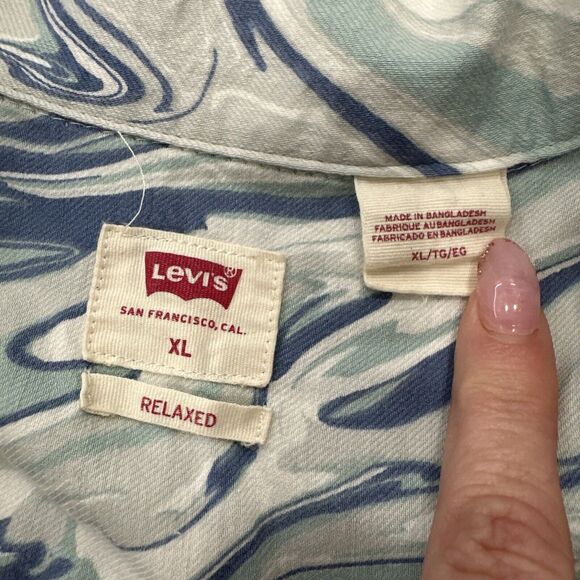 Levi's®
SAN FRANCISCO, CAL.
XL
RELAXED
MADE IN BANGLADESH
FABRIQUE AU BANGLADESH
FABRICADO EN BANGLADESH
XL/TG/EG